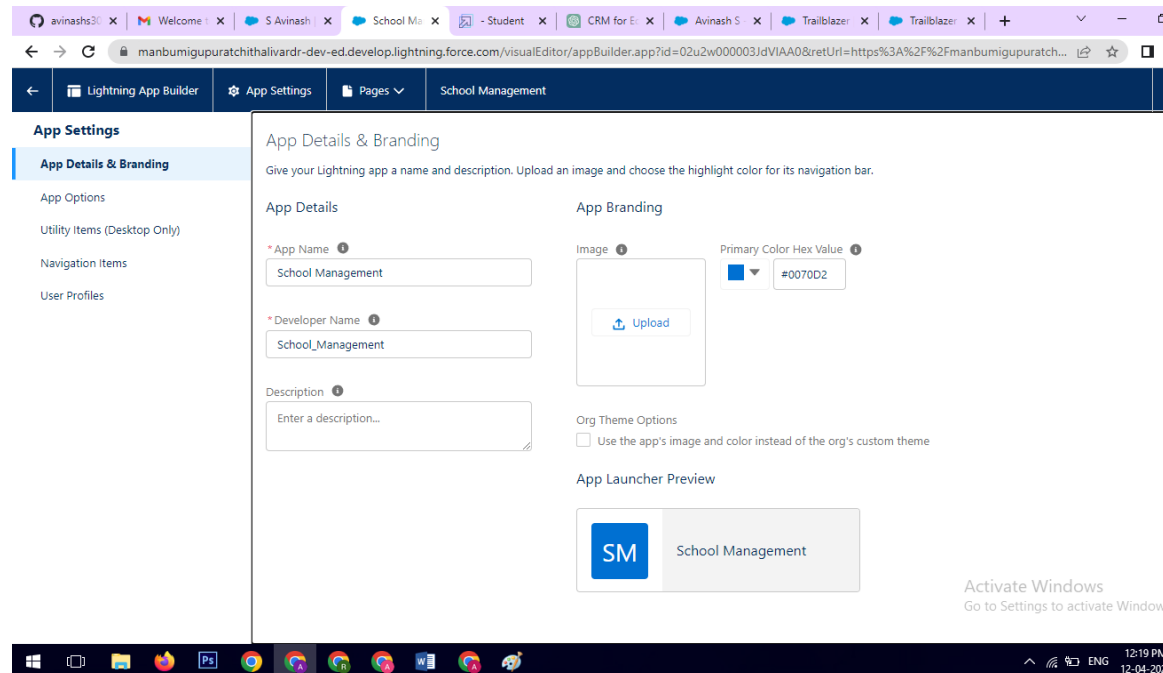 avinashs30
Welcome t
S Avinash |
School Ma
- Student
CRM for Ec
Avinash S -
Trailblazer
Trailblazer
manbumigupuratchithalivardr-dev-ed.develop.lightning.force.com/visualEditor/appBuilder.app?id=02u2w000003JdVIAA0&retUrl=https%3A%2F%2Fmanbumigupuratch...
Lightning App Builder
App Settings
Pages
School Management
App Settings
App Details & Branding
App Options
Utility Items (Desktop Only)
Navigation Items
User Profiles
App Details & Branding
Give your Lightning app a name and description. Upload an image and choose the highlight color for its navigation bar.
App Details
*App Name
School Management
*Developer Name
School_Management
Description
Enter a description...
App Branding
Image
Upload
Primary Color Hex Value
#0070D2
Org Theme Options
Use the app's image and color instead of the org's custom theme
App Launcher Preview
SM
School Management
Activate Windows
Go to Settings to activate Window
Ps
A
R
A
W
A
ENG
12:19 PM
12-04-202